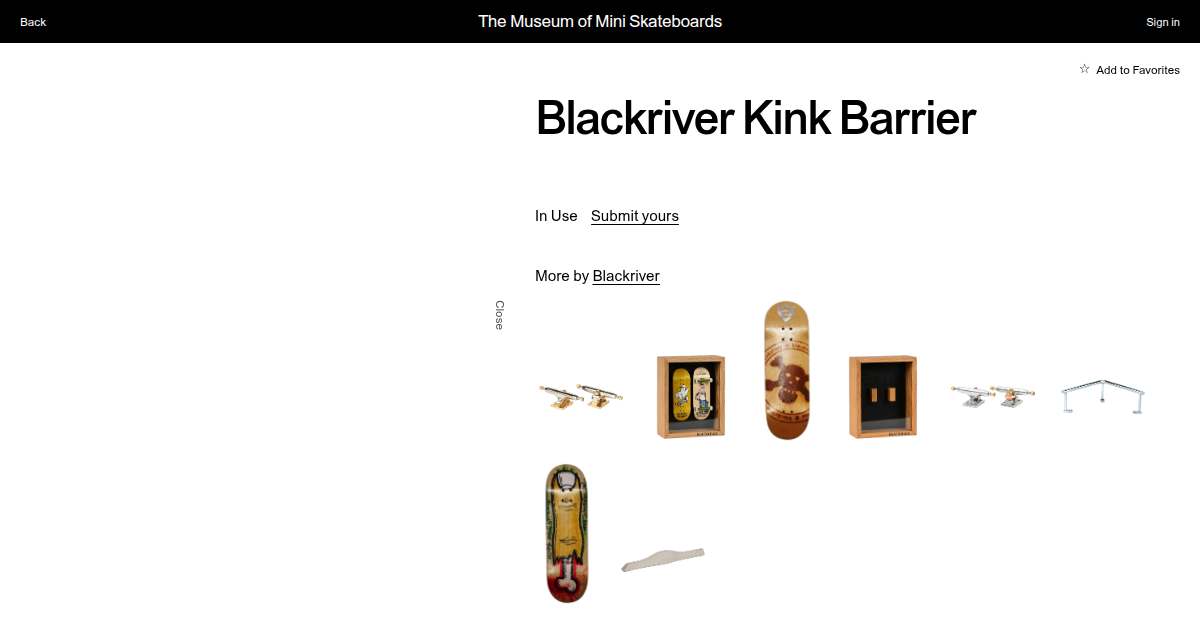 Back
The Museum of Mini Skateboards
Sign in
☆ Add to Favorites
Blackriver Kink Barrier
In Use Submit yours
More by Blackriver
Close